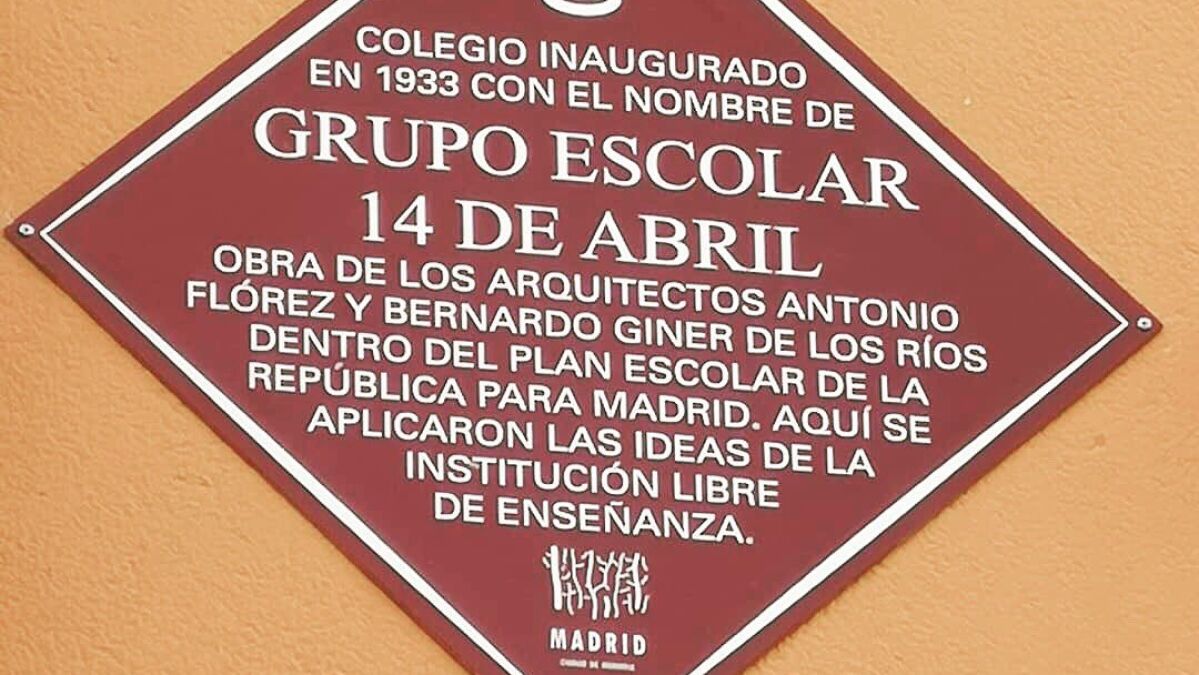 COLEGIO INAUGURADO
EN 1933 CON EL NOMBRE DE
GRUPO ESCOLAR
14 DE ABRIL
OBRA DE LOS ARQUITECTOS ANTONIO
FLÓREZ Y BERNARDO GINER DE LOS RÍOS
DENTRO DEL PLAN ESCOLAR DE LA
REPÚBLICA PARA MADRID. AQUÍ SE
APLICARON LAS IDEAS DE LA
INSTITUCIÓN LIBRE
DE ENSEÑANZA.
MADRID